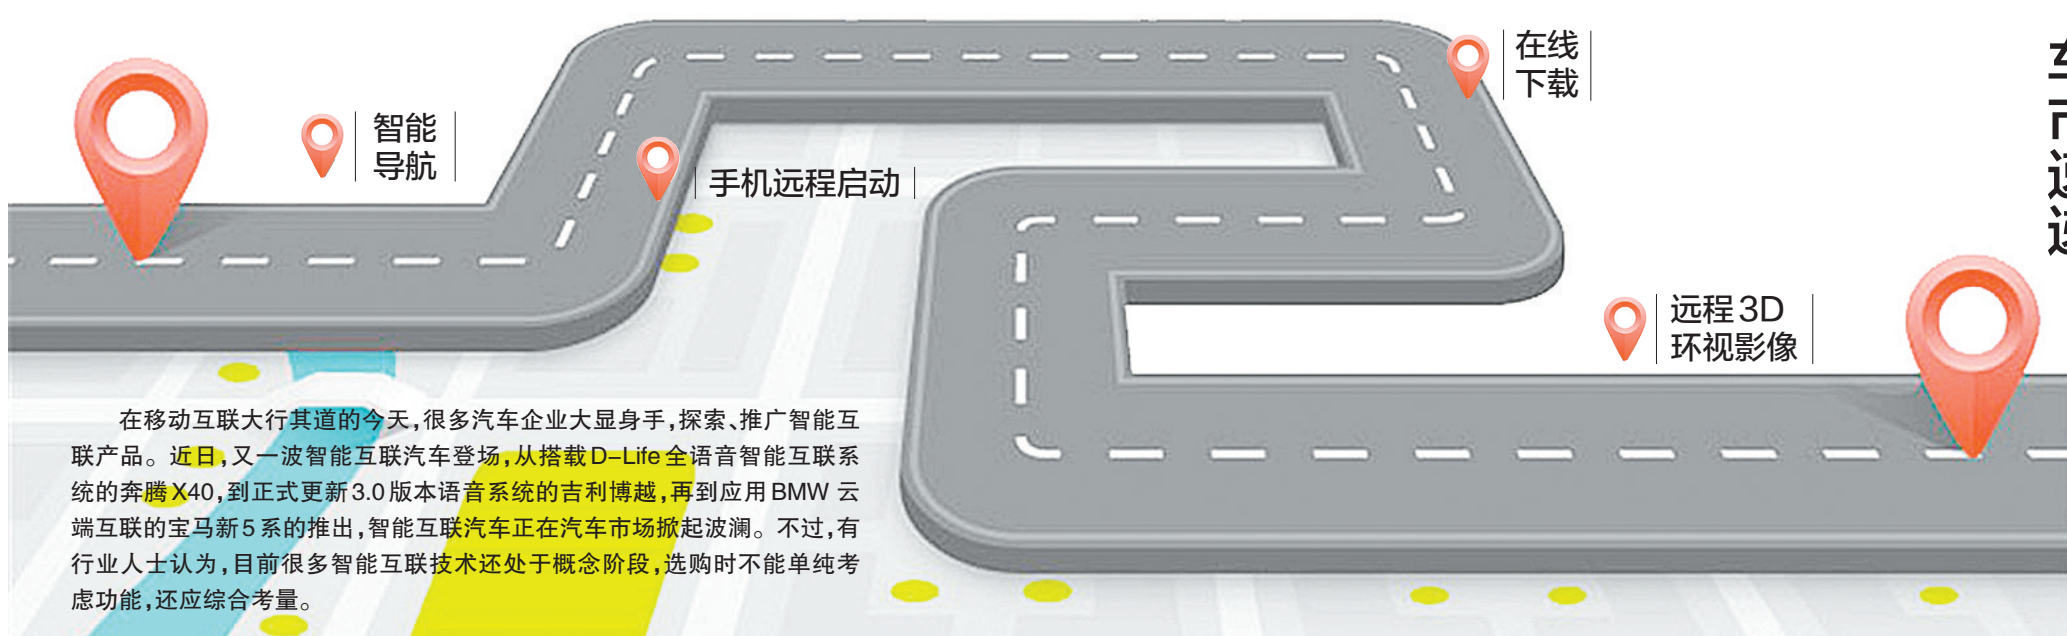 智能
导航
手机远程启动
在线
下载
远程3D
环视影像
在移动互联大行其道的今天,很多汽车企业大显身手,探索、推广智能互
联产品。近日,又一波智能互联汽车登场,从搭载D-Life全语音智能互联系
统的奔腾X40,到正式更新3.0版本语音系统的吉利博越,再到应用BMW 云
端互联的宝马新5系的推出,智能互联汽车正在汽车市场掀起波澜。不过,有
行业人士认为,目前很多智能互联技术还处于概念阶段,选购时不能单纯考
虑功能,还应综合考量。